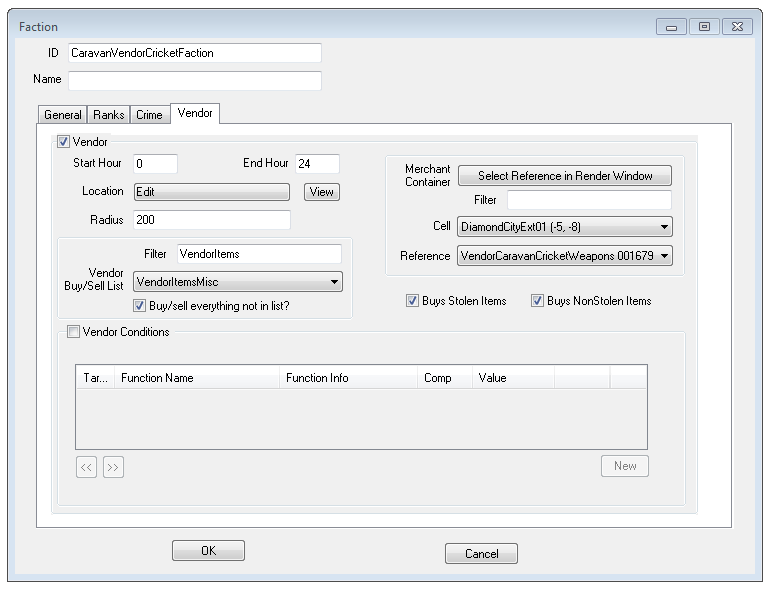 Faction
ID CaravanVendorCricketFaction
Name
General Ranks Crime Vendor
Vendor
Start Hour 0 End Hour 24
Location Edit View
Radius 200
Filter VendorItems
Vendor
Buy/Sell List VendorItemsMisc
Buy/sell everything not in list?
Merchant
Container Select Reference in Render Window
Filter
Cell DiamondCityExt01 (-5, -8)
Reference VendorCaravanCricketWeapons 001679
Buys Stolen Items Buys NonStolen Items
Vendor Conditions
Tar... Function Name Function Info Comp Value
<< >> New
OK Cancel